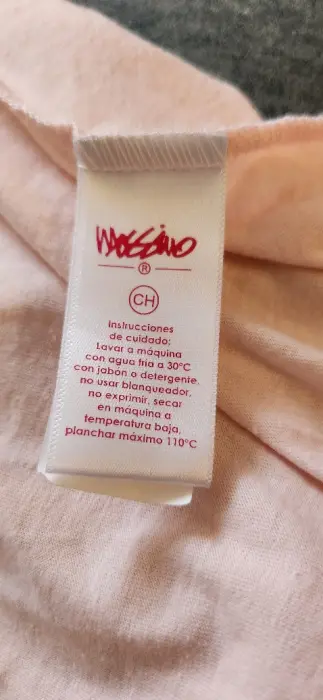 mossimo
®
CH
Instrucciones
de cuidado:
Lavar a máquina
con agua fría a 30°C
con jabón o detergente,
no usar blanqueador,
no exprimir, secar
en máquina a
temperatura baja,
planchar máximo 110°C